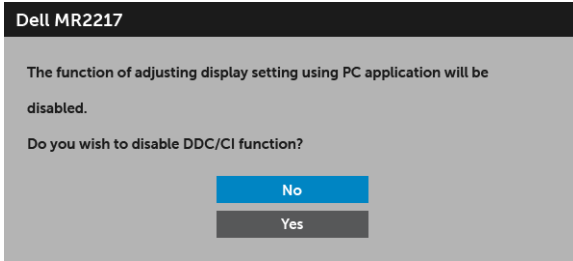 Dell MR2217
The function of adjusting display setting using PC application will be
disabled.
Do you wish to disable DDC/CI function?
No
Yes